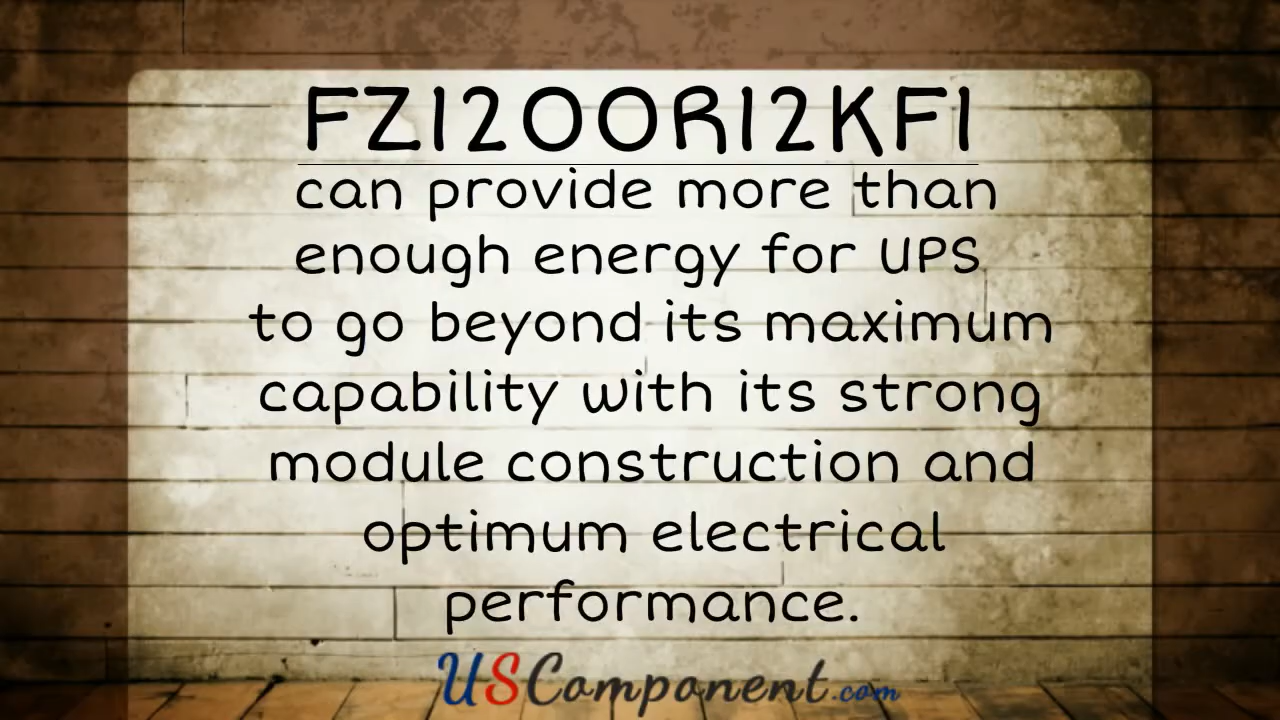 FZ1200R12KF1
can provide more than
enough energy for UPS
to go beyond its maximum
capability with its strong
module construction and
optimum electrical
performance.
USComponent.com